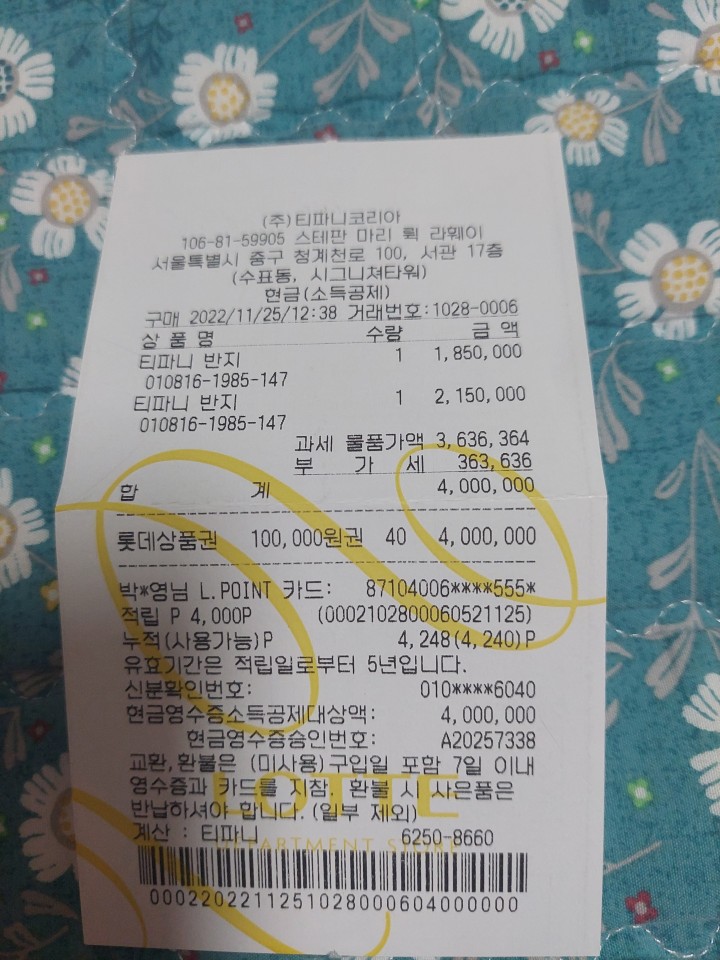 (주)티파니코리아
106-81-59905 스테판 마리 뤽 라웨이
서울특별시 중구 청계천로 100, 서관 17층
(수표동, 시그니쳐타워)
현금(소득공제)
구매 2022/11/25/12:38 거래번호:1028-0006
상 품 명 수량 금 액
티파니 반지 1 1,850,000
010816-1985-147
티파니 반지 1 2,150,000
010816-1985-147
과세 물품가액 3,636,364
부 가 세 363,636
합 계 4,000,000
롯데상품권 100,000원권 40 4,000,000
박*영님 L.POINT 카드: 87104006****555*
적립 P 4,000P (0002102800060521125)
누적(사용가능)P 4,248(4,240)P
유효기간은 적립일로부터 5년입니다.
신분확인번호: 010****6040
현금영수증소득공제대상액: 4,000,000
현금영수증승인번호: A20257338
교환,환불은 (미사용)구입일 포함 7일 이내
영수증과 카드를 지참. 환불 시 사은품은
반납하셔야 합니다.(일부 제외)
LOTTE
계산 : 티파니 6250-8660
DEPARTMENT STORE
0002202211251028000604000000